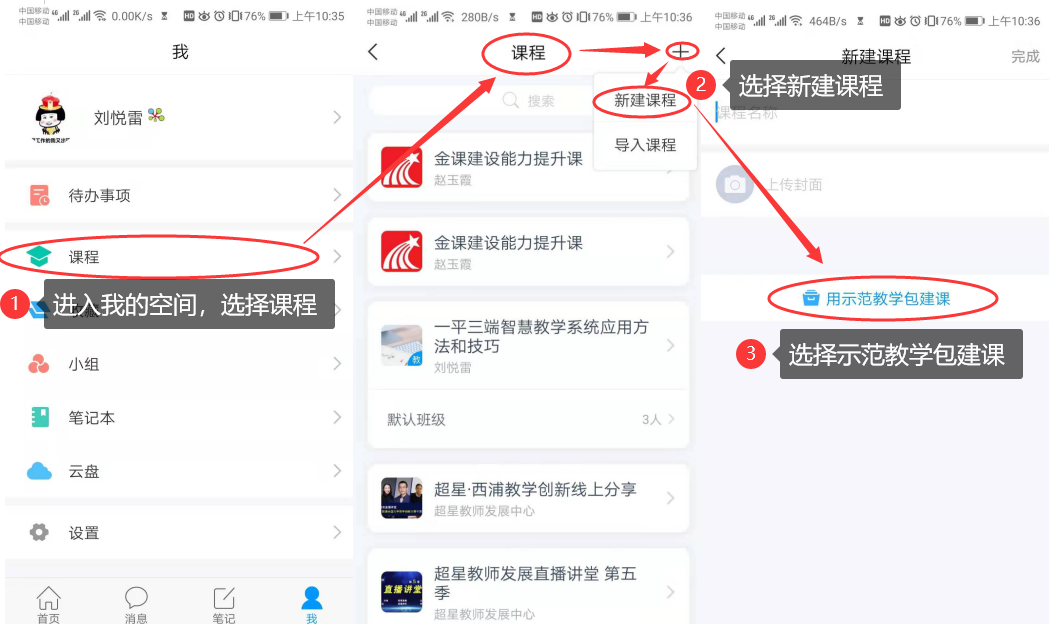 中国移动
中国移动
0.00K/s
HD
76%
上午10:35
我
刘悦雷
待办事项
课程
1
进入我的空间，选择课程
小组
笔记本
云盘
设置
首页
消息
笔记
我
中国移动
中国移动
280B/s
HD
76%
上午10:36
课程
搜索
新建课程
导入课程
金课建设能力提升课
赵玉霞
金课建设能力提升课
赵玉霞
一平三端智慧教学系统应用方
法和技巧
刘悦雷
教
默认班级
3人
超星·西浦教学创新线上分享
超星教师发展中心
直播讲堂
超星教师发展直播讲堂 第五
季
超星教师发展中心
中国移动
中国移动
464B/s
HD
76%
上午10:36
新建课程
完成
2
选择新建课程
课程名称
上传封面
用示范教学包建课
3
选择示范教学包建课